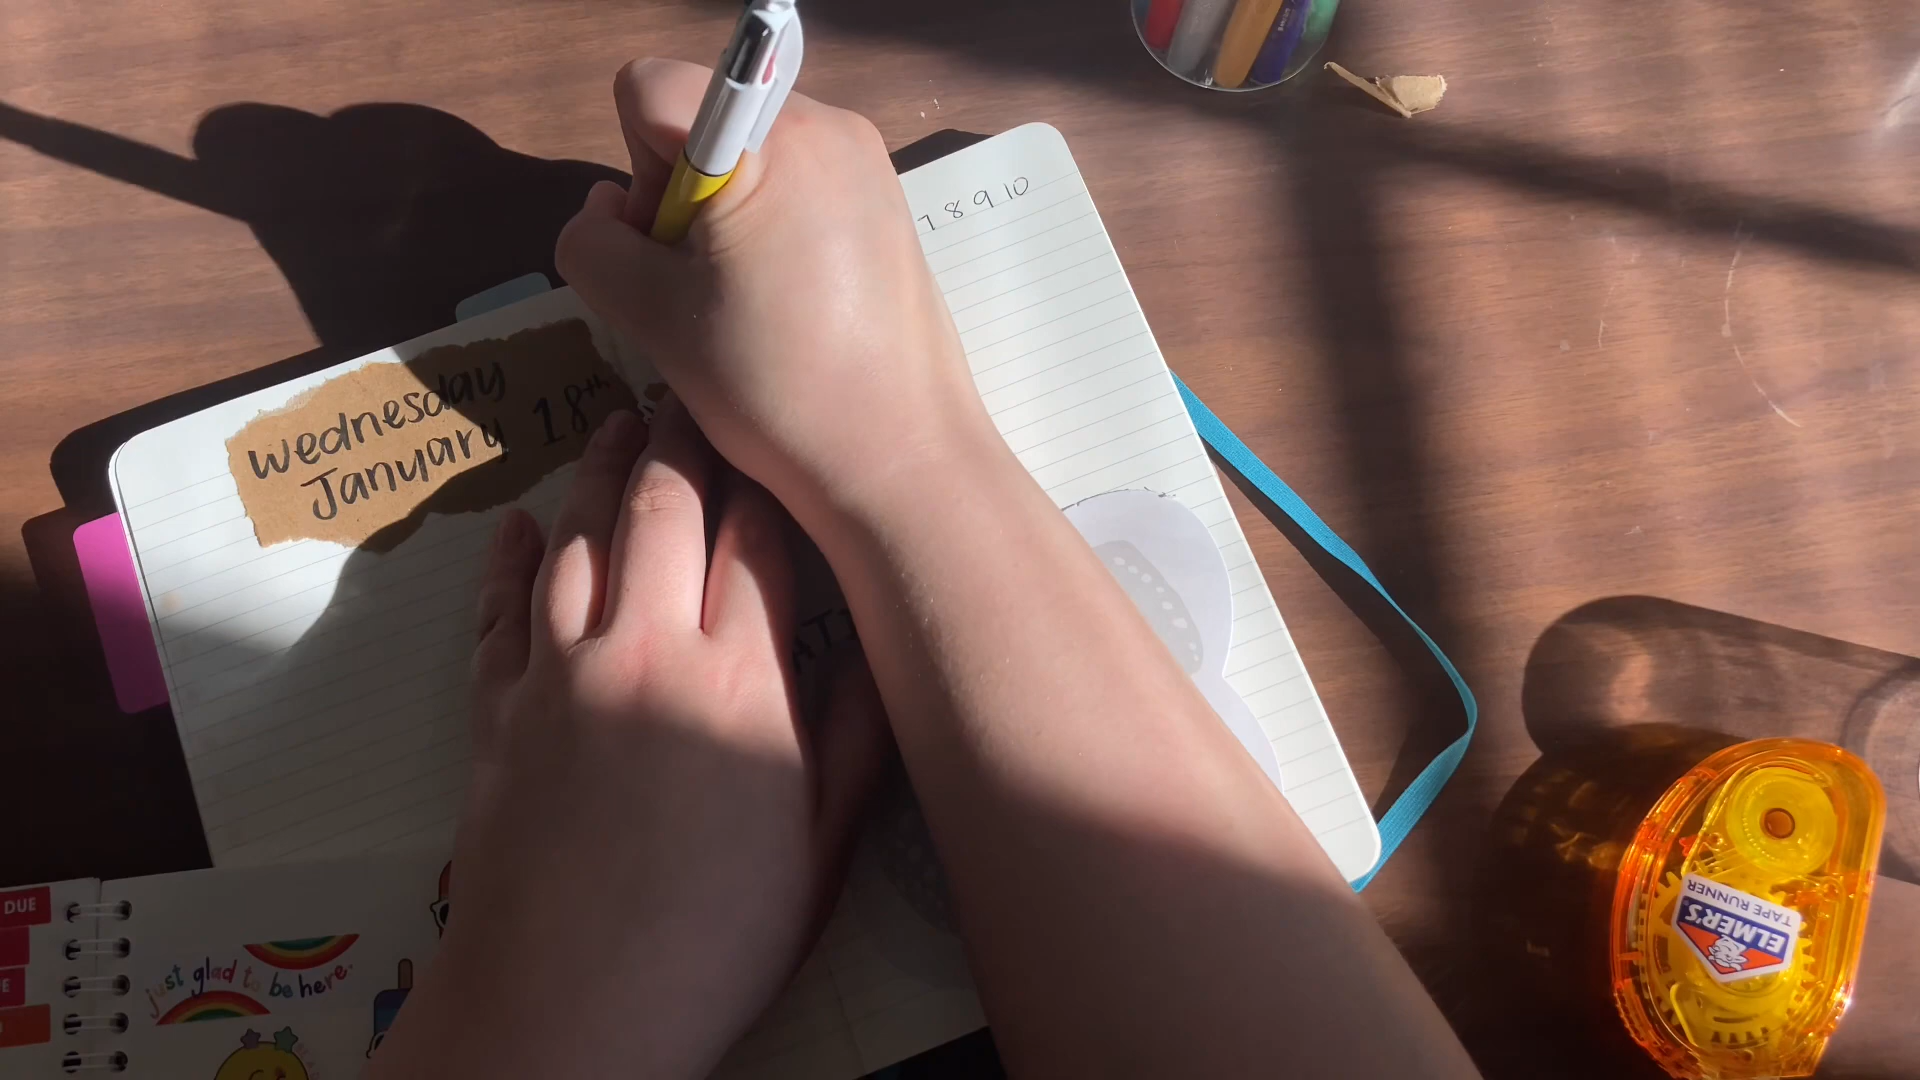 7 8 9 10
Wednesday
January 18th
DUE
just glad to be here.
ELMER'S
TAPE RUNNER